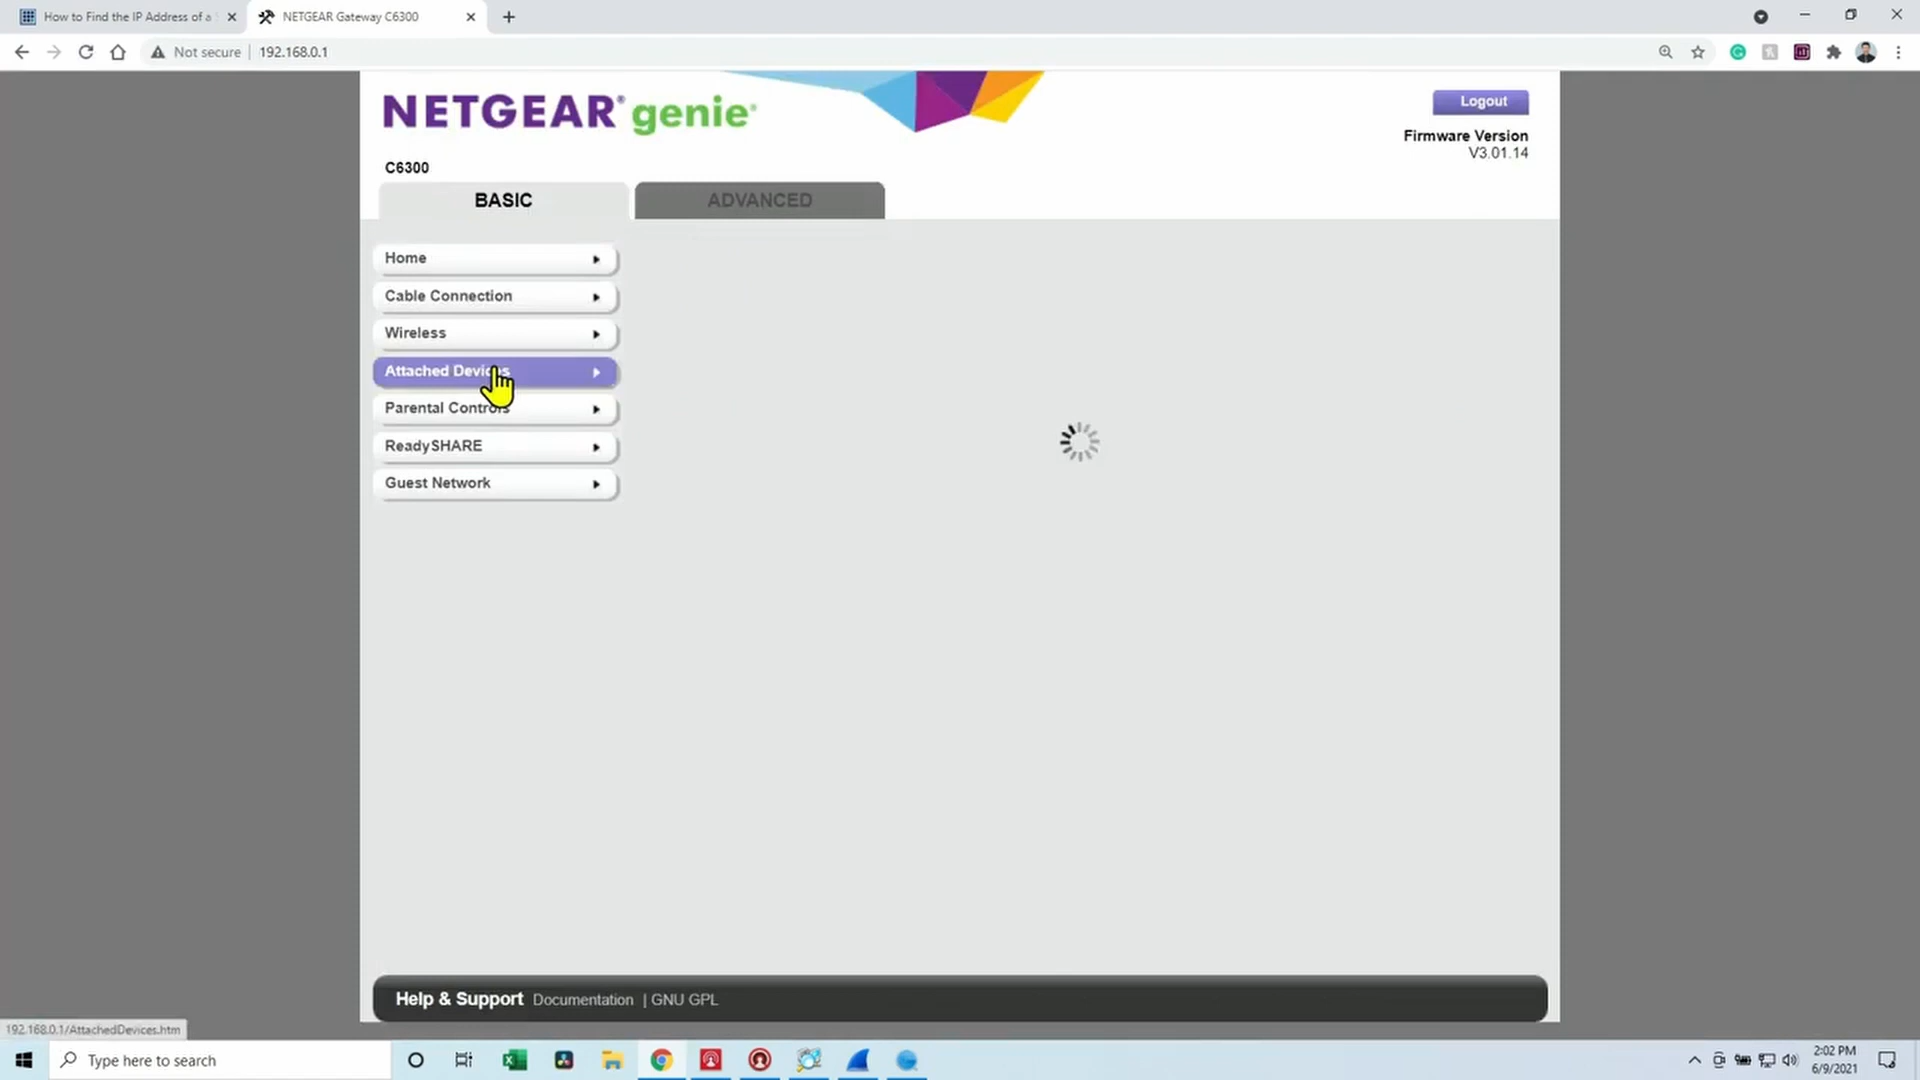 How to Find the IP Address of a
NETGEAR Gateway C6300
Not secure | 192.168.0.1
NETGEAR® genie®
Logout
Firmware Version
V3.01.14
C6300
BASIC
ADVANCED
Home
Cable Connection
Wireless
Attached Devices
Parental Controls
ReadySHARE
Guest Network
Help & Support Documentation | GNU GPL
192.168.0.1/AttachedDevices.htm
Type here to search
2:02 PM
6/9/2021